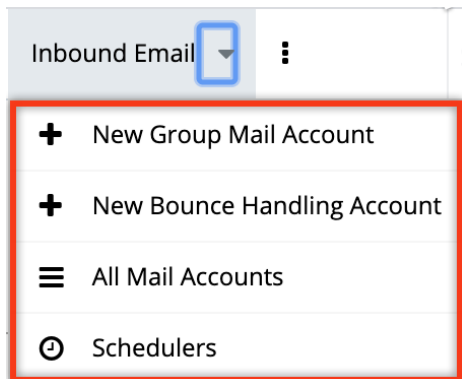 Inbound Email
New Group Mail Account
New Bounce Handling Account
All Mail Accounts
Schedulers